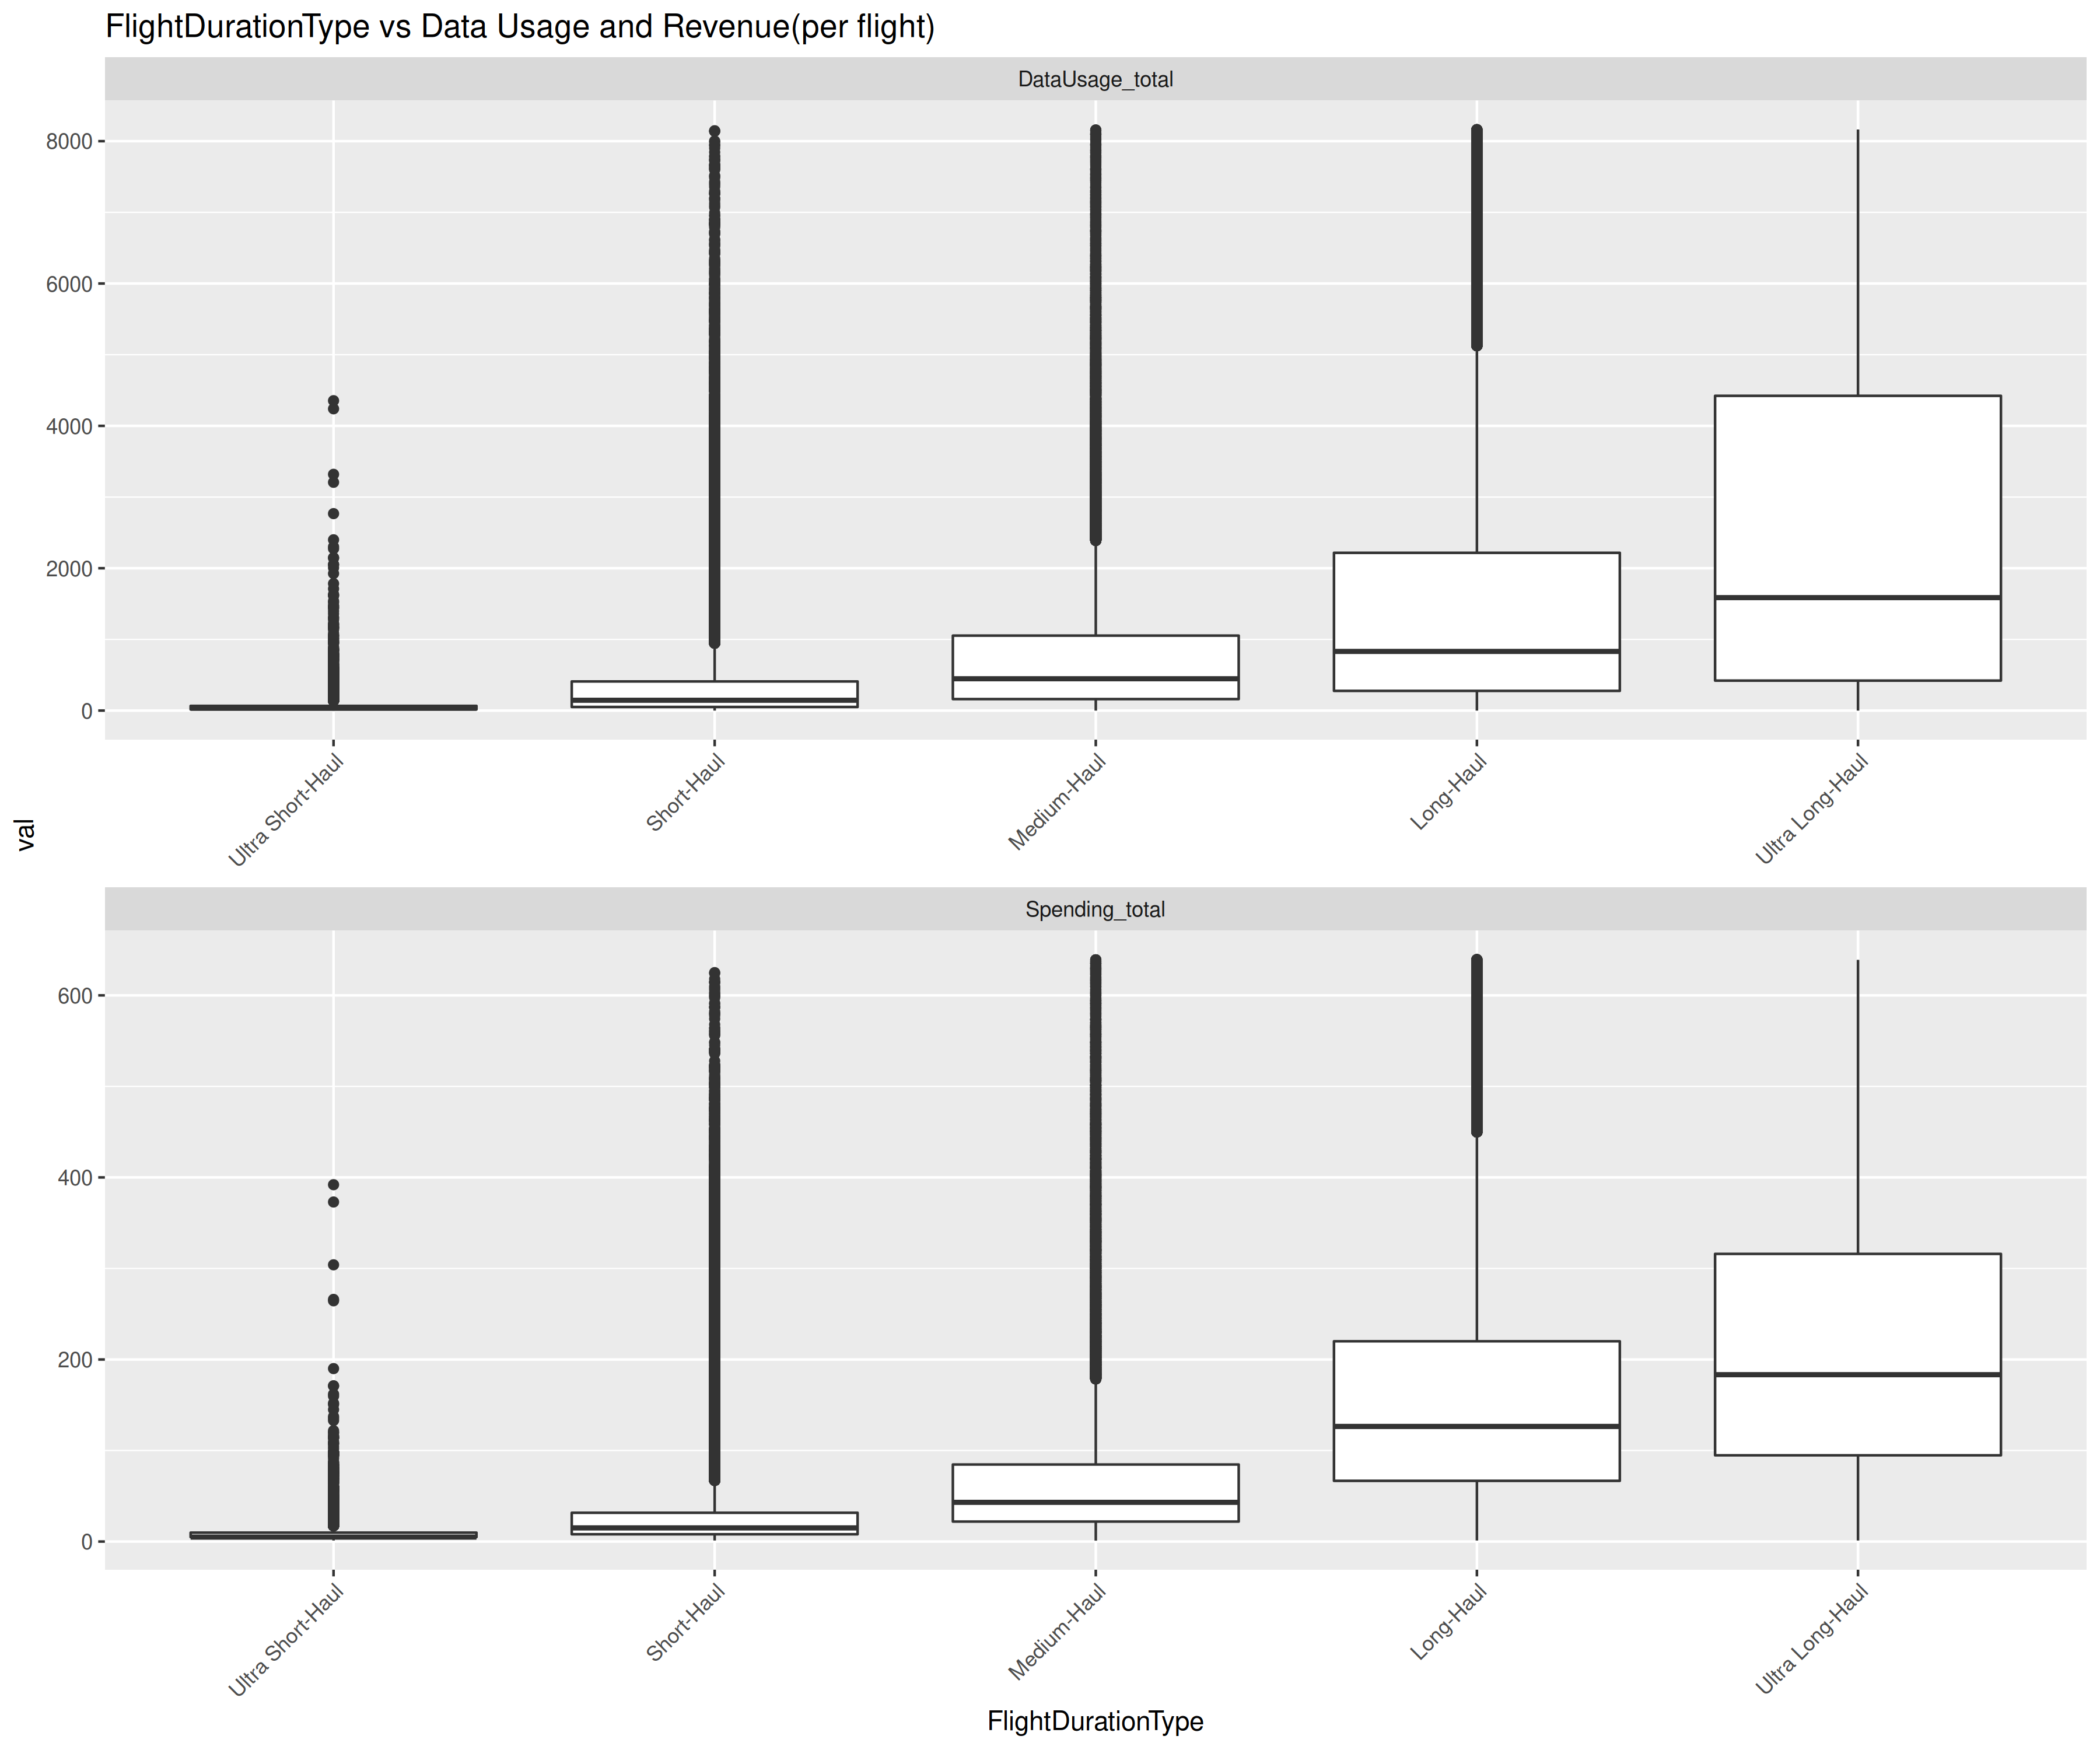 FlightDurationType vs Data Usage and Revenue(per flight)
DataUsage_total
8000
6000
4000
2000
0
Ultra Short-Haul
Short-Haul
Medium-Haul
Long-Haul
Ultra Long-Haul
val
Spending_total
600
400
200
0
Ultra Short-Haul
Short-Haul
Medium-Haul
Long-Haul
Ultra Long-Haul
FlightDurationType